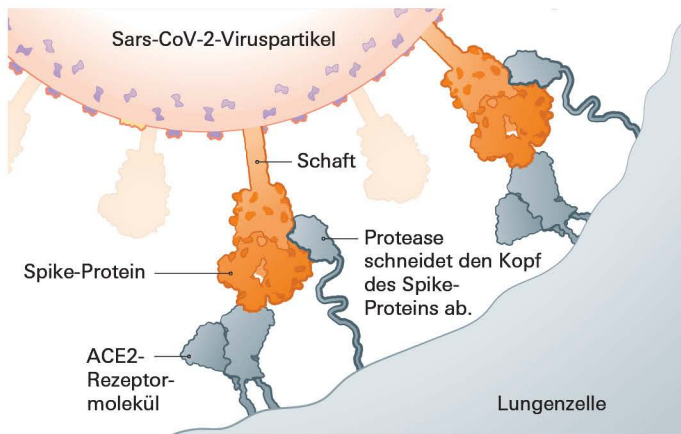 Sars-CoV-2-Viruspartikel
Schaft
Protease
schneidet den Kopf
des Spike-
Proteins ab.
Spike-Protein
ACE2-
Rezeptor-
molekül
Lungenzelle